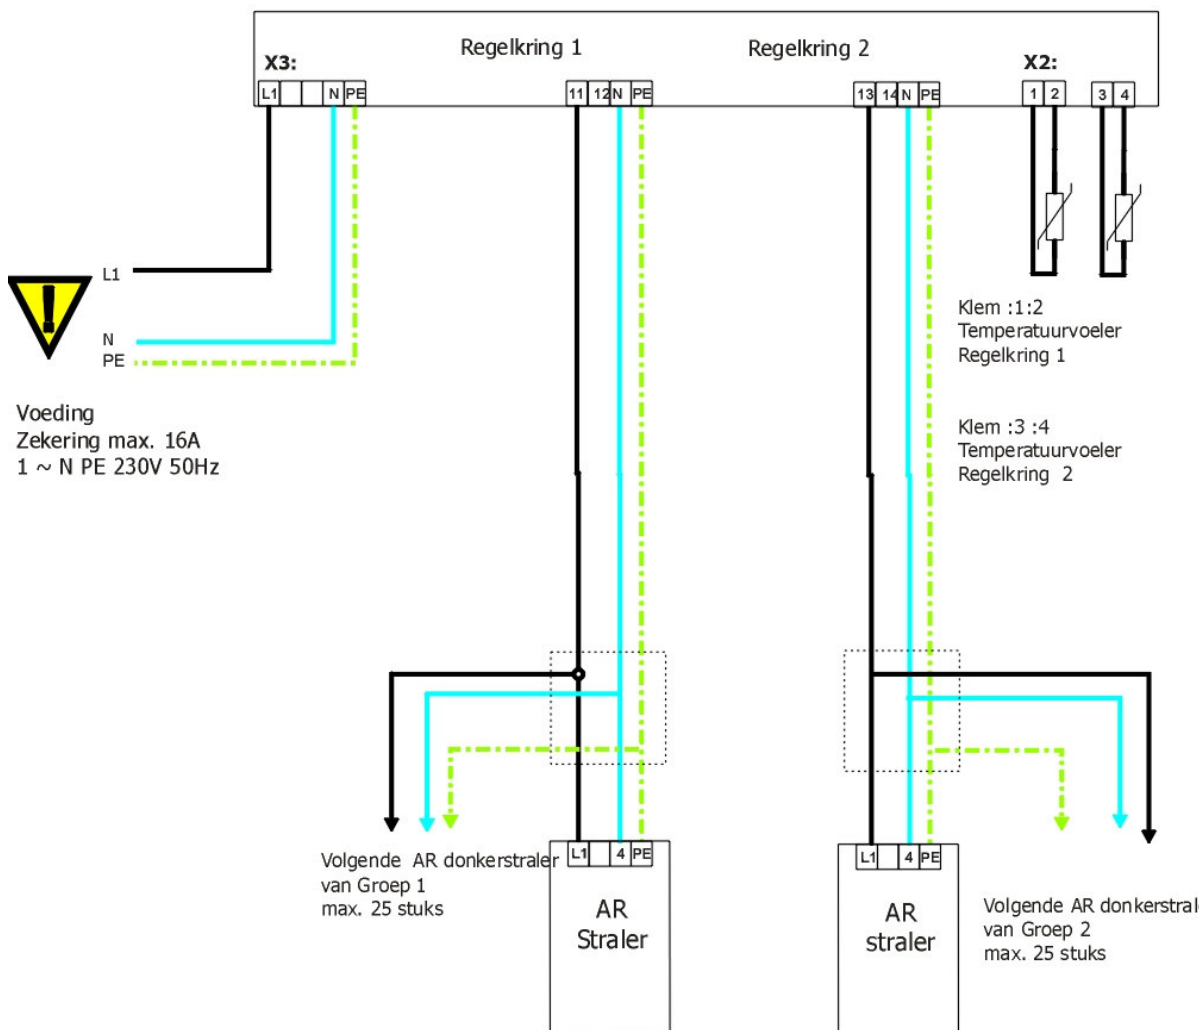 Regelkring 1
Regelkring 2
X3:
X2:
L1 N PE
11 12 N PE
13 14 N PE
1 2
3 4
L1
N
PE
Voeding
Zekering max. 16A
1 ~ N PE 230V 50Hz
Klem :1:2
Temperatuurvoeler
Regelkring 1
Klem :3 :4
Temperatuurvoeler
Regelkring 2
Volgende AR donkerstraler
van Groep 1
max. 25 stuks
L1 4 PE
AR
Straler
L1 4 PE
AR
straler
Volgende AR donkerstral
van Groep 2
max. 25 stuks